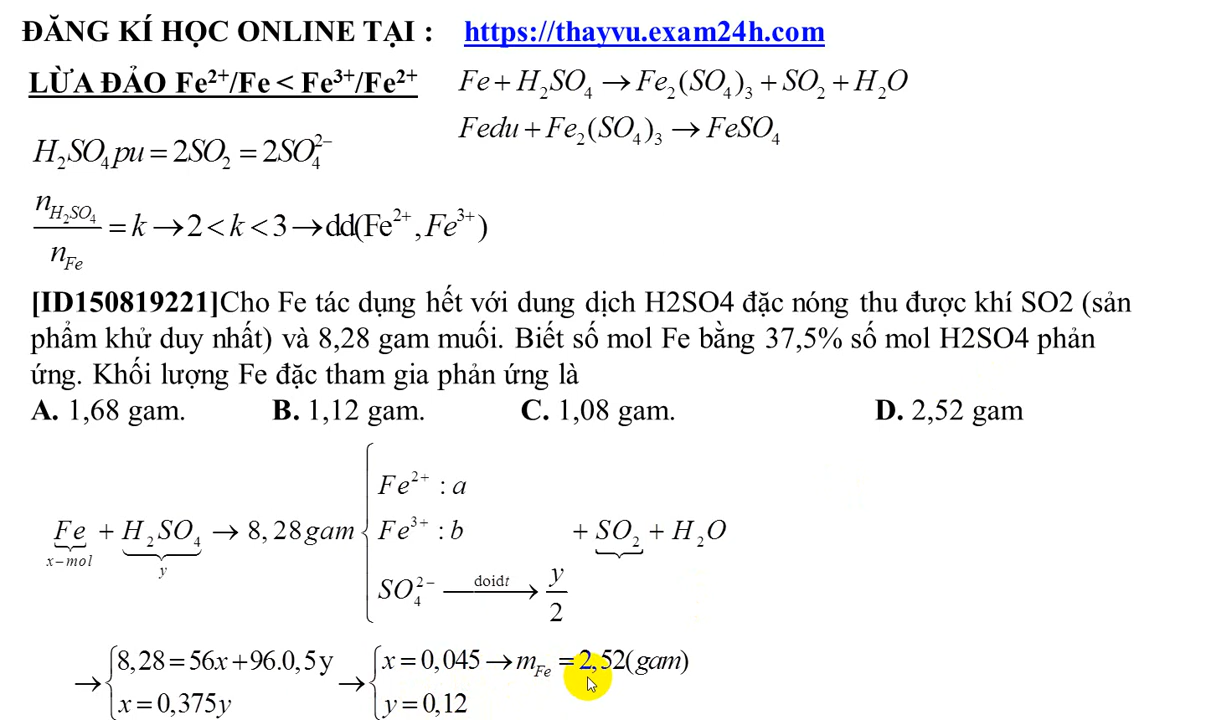 ĐĂNG KÍ HỌC ONLINE TẠI : https://thayvu.exam24h.com
LỪA ĐẢO Fe²⁺/Fe < Fe³⁺/Fe²⁺
Fe + H₂SO₄ → Fe₂(SO₄)₃ + SO₂ + H₂O
Fedu + Fe₂(SO₄)₃ → FeSO₄
H₂SO₄pu = 2SO₂ = 2SO₄²⁻
n_{H₂SO₄}/n_{Fe} = k → 2 < k < 3 → dd(Fe²⁺, Fe³⁺)
[ID150819221]Cho Fe tác dụng hết với dung dịch H2SO4 đặc nóng thu được khí SO2 (sản
phẩm khử duy nhất) và 8,28 gam muối. Biết số mol Fe bằng 37,5% số mol H2SO4 phản
ứng. Khối lượng Fe đặc tham gia phản ứng là
A. 1,68 gam. B. 1,12 gam. C. 1,08 gam. D. 2,52 gam
Fe²⁺ : a
Fe + H₂SO₄ → 8,28gam { Fe³⁺ : b + SO₂ + H₂O
x−mol y
SO₄²⁻ doidt → y/2
→ { 8,28 = 56x + 96.0,5y → { x = 0,045 → m_{Fe} = 2,52(gam)
x = 0,375y y = 0,12